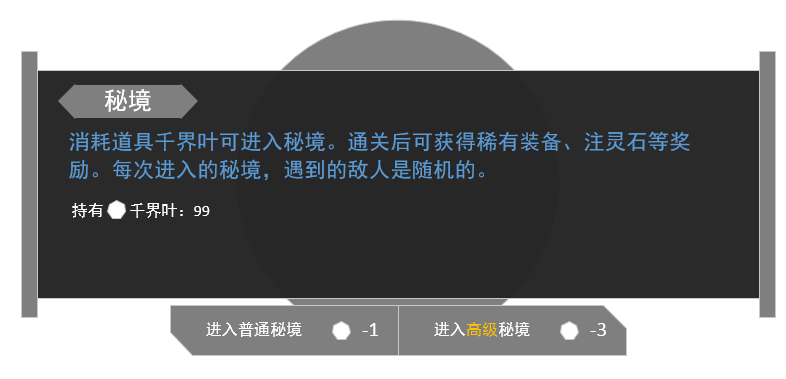 秘境
消耗道具千界叶可进入秘境。通关后可获得稀有装备、注灵石等奖
励。每次进入的秘境，遇到的敌人是随机的。
持有 千界叶：99
进入普通秘境 -1 进入高级秘境 -3